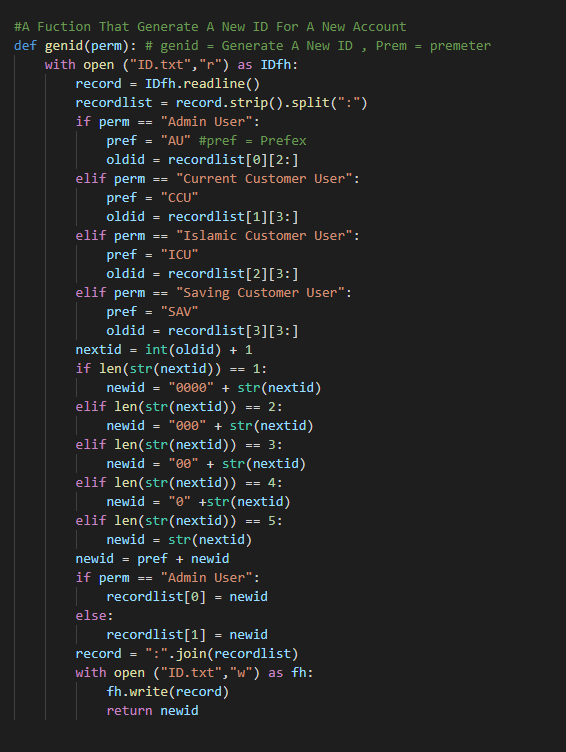 #A Fuction That Generate A New ID For A New Account
def genid(perm): # genid = Generate A New ID , Prem = premeter
    with open ("ID.txt","r") as IDfh:
        record = IDfh.readline()
        recordlist = record.strip().split(":")
        if perm == "Admin User":
            pref = "AU" #pref = Prefex
            oldid = recordlist[0][2:]
        elif perm == "Current Customer User":
            pref = "CCU"
            oldid = recordlist[1][3:]
        elif perm == "Islamic Customer User":
            pref = "ICU"
            oldid = recordlist[2][3:]
        elif perm == "Saving Customer User":
            pref = "SAV"
            oldid = recordlist[3][3:]
        nextid = int(oldid) + 1
        if len(str(nextid)) == 1:
            newid = "0000" + str(nextid)
        elif len(str(nextid)) == 2:
            newid = "000" + str(nextid)
        elif len(str(nextid)) == 3:
            newid = "00" + str(nextid)
        elif len(str(nextid)) == 4:
            newid = "0" +str(nextid)
        elif len(str(nextid)) == 5:
            newid = str(nextid)
        newid = pref + newid
        if perm == "Admin User":
            recordlist[0] = newid
        else:
            recordlist[1] = newid
        record = ":".join(recordlist)
        with open ("ID.txt","w") as fh:
            fh.write(record)
            return newid